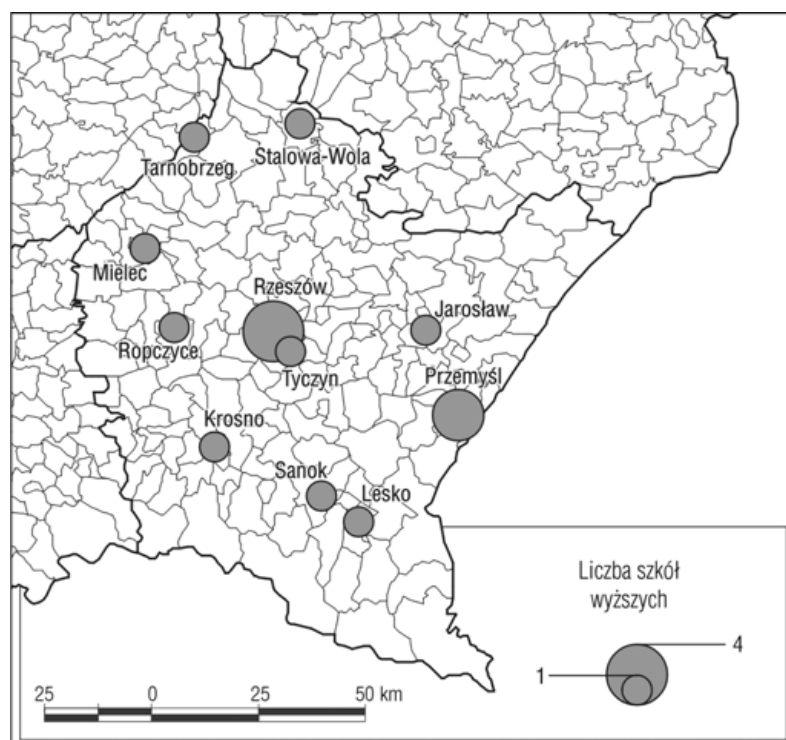 Tarnobrzeg
Stalowa-Wola
Mielec
Rzeszów
Jarosław
Ropczyce
Tyczyn
Przemyśl
Krosno
Sanok
Lesko
Liczba szkół
wyższych
4
1
25 0 25 50 km